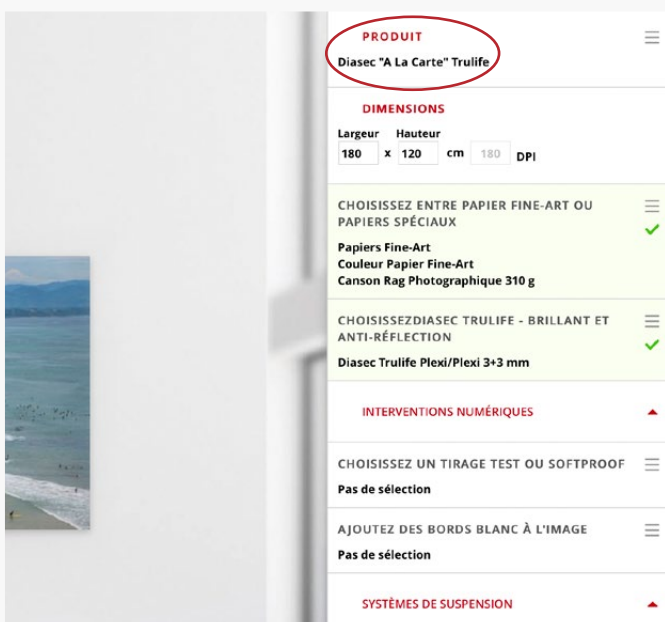 PRODUIT
Diasec "A La Carte" Trulife
DIMENSIONS
Largeur Hauteur
180 x 120 cm 180 DPI
CHOISISSEZ ENTRE PAPIER FINE-ART OU
PAPIERS SPÉCIAUX
Papiers Fine-Art
Couleur Papier Fine-Art
Canson Rag Photographique 310 g
CHOISISSEZDIASEC TRULIFE - BRILLANT ET
ANTI-RÉFLECTION
Diasec Trulife Plexi/Plexi 3+3 mm
INTERVENTIONS NUMÉRIQUES
CHOISISSEZ UN TIRAGE TEST OU SOFTPROOF
Pas de sélection
AJOUTEZ DES BORDS BLANC À L'IMAGE
Pas de sélection
SYSTÈMES DE SUSPENSION